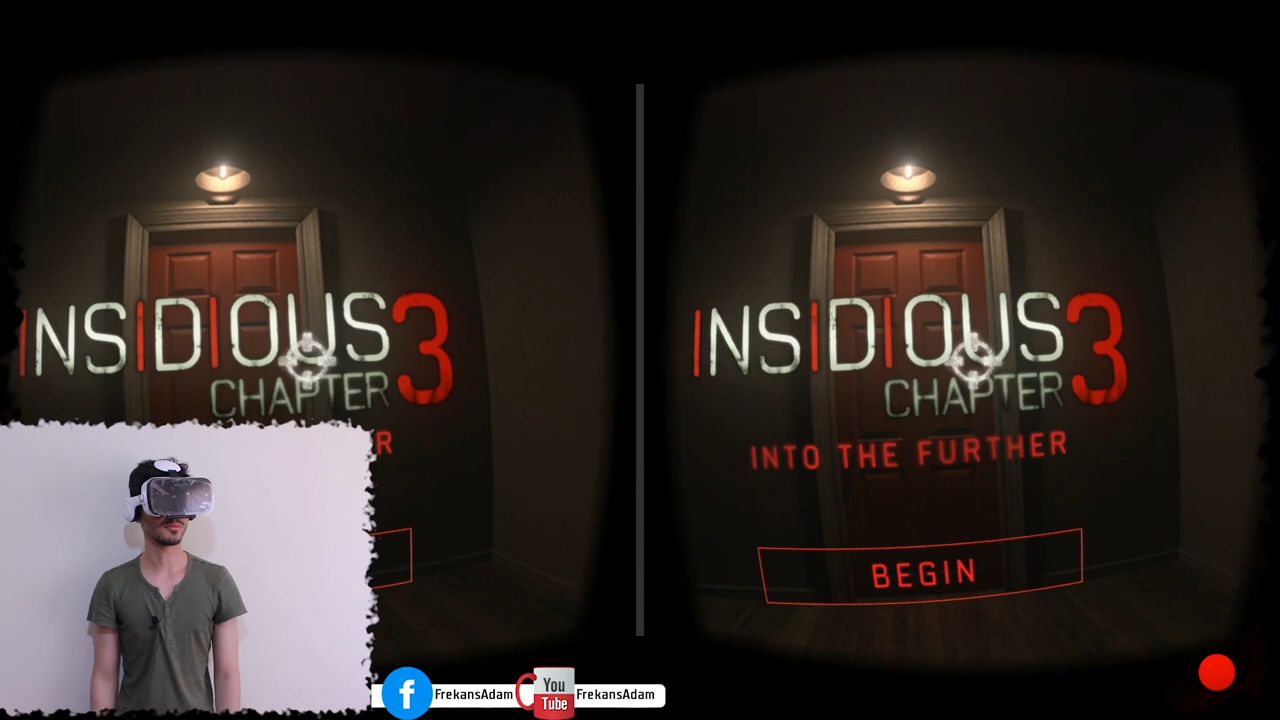 INSIDIOUS 3
CHAPTER
R
INSIDIOUS 3
CHAPTER
INTO THE FURTHER
BEGIN
f FrekansAdam
You Tube FrekansAdam